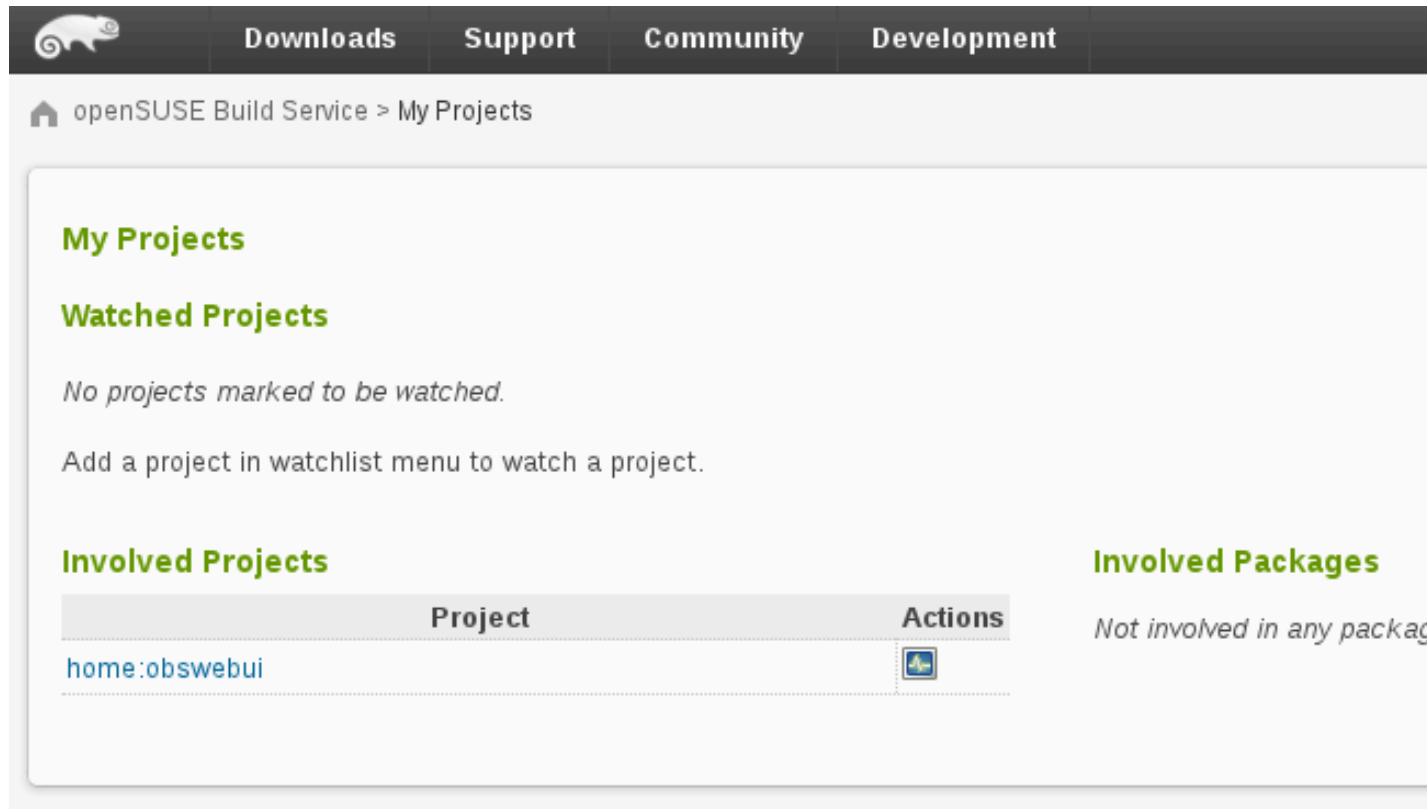 Downloads Support Community Development
openSUSE Build Service > My Projects
My Projects
Watched Projects
No projects marked to be watched.
Add a project in watchlist menu to watch a project.
Involved Projects
Project Actions
home:obswebui
Involved Packages
Not involved in any